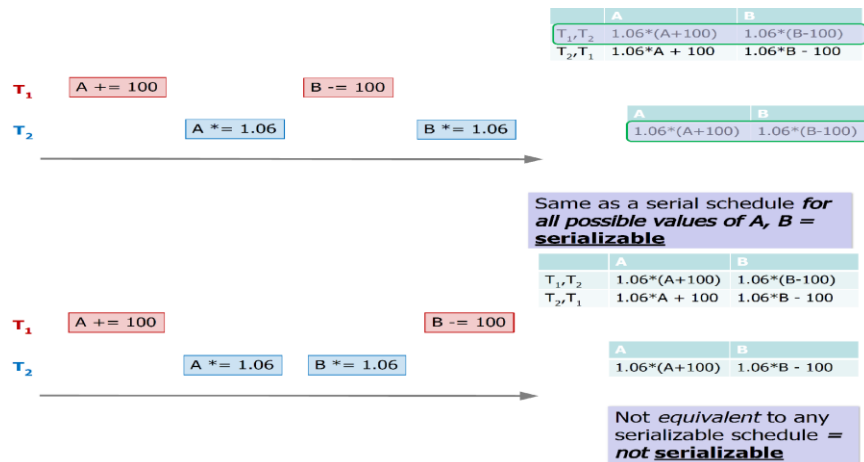 A B
T1,T2 1.06*(A+100) 1.06*(B-100)
T2,T1 1.06*A + 100 1.06*B - 100
T1 A += 100 B -= 100
A B
T2 A *= 1.06 B *= 1.06 1.06*(A+100) 1.06*(B-100)
Same as a serial schedule for
all possible values of A, B =
serializable
A B
T1,T2 1.06*(A+100) 1.06*(B-100)
T2,T1 1.06*A + 100 1.06*B - 100
T1 A += 100 B -= 100
A B
T2 A *= 1.06 B *= 1.06 1.06*(A+100) 1.06*B - 100
Not equivalent to any
serializable schedule =
not serializable